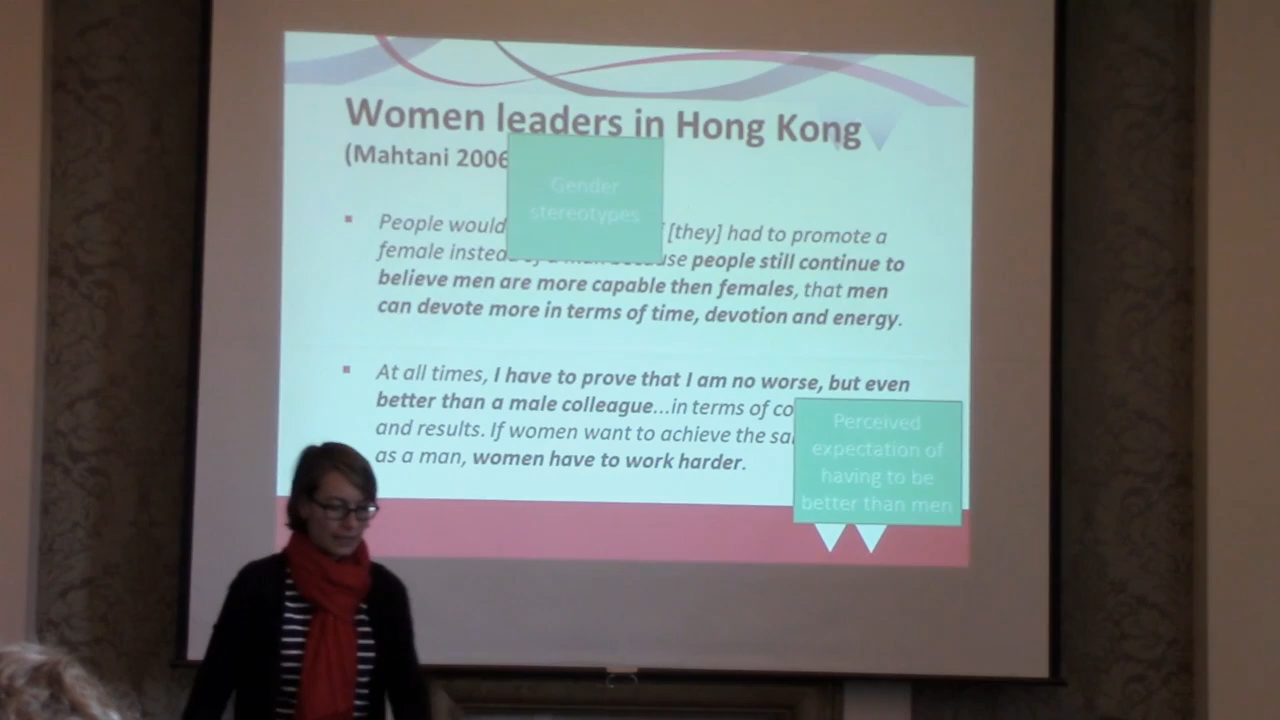 Women leaders in Hong Kong
(Mahtani 2006
Gender
stereotypes
People would [they] had to promote a
female instead of a man because people still continue to
believe men are more capable then females, that men
can devote more in terms of time, devotion and energy.
At all times, I have to prove that I am no worse, but even
better than a male colleague...in terms of co
and results. If women want to achieve the sa
as a man, women have to work harder.
Perceived
expectation of
having to be
better than men